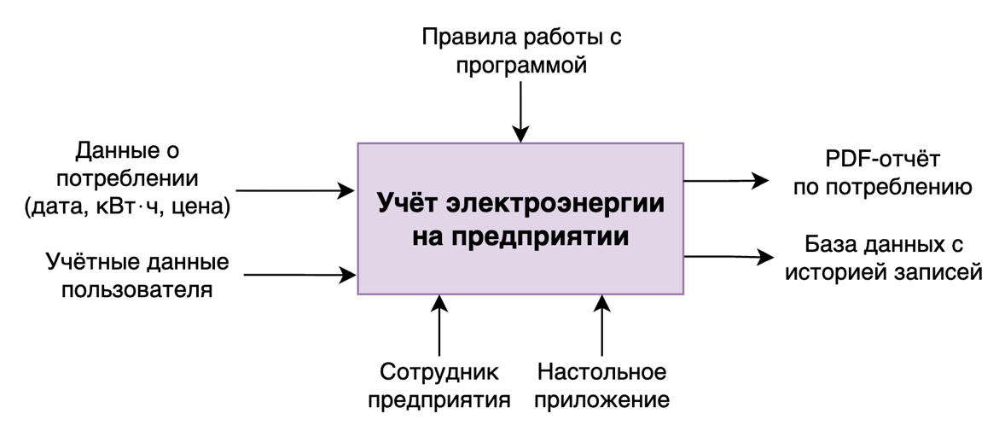 Правила работы с
программой
Данные о
потреблении
(дата, кВт·ч, цена)
Учётные данные
пользователя
Учёт электроэнергии
на предприятии
PDF-отчёт
по потреблению
База данных с
историей записей
Сотрудник
предприятия
Настольное
приложение